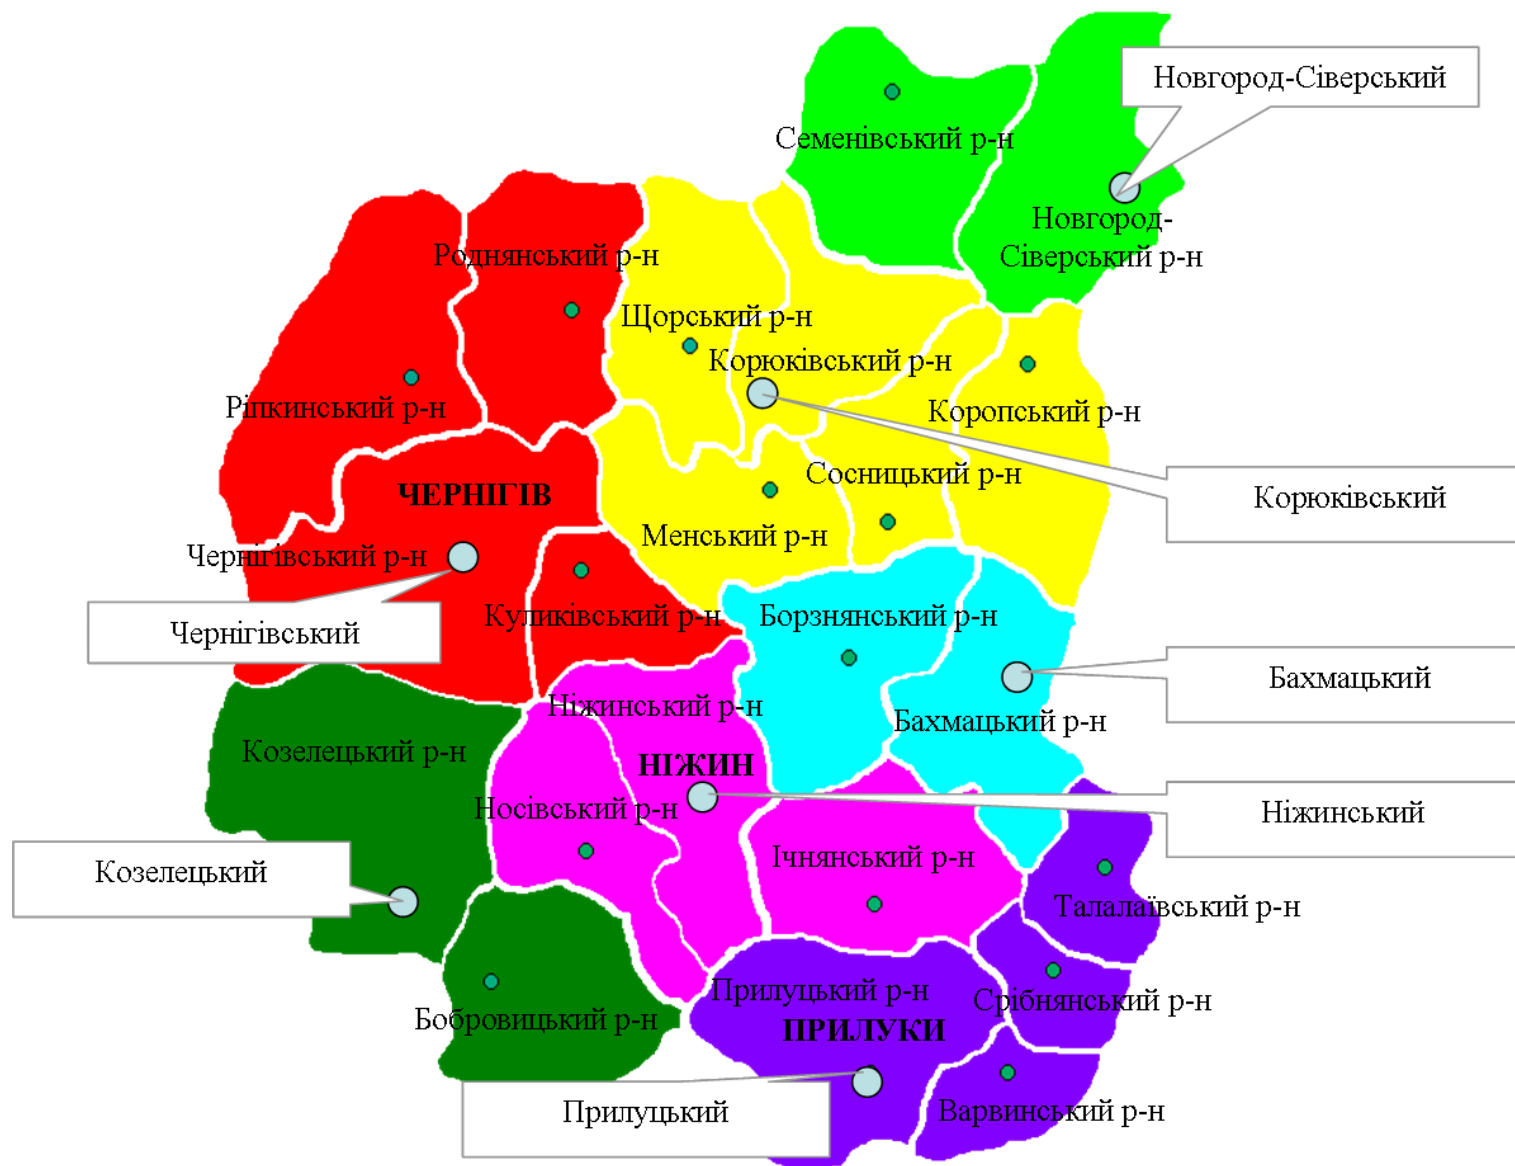 Новгород-Сіверський
Семенівський р-н
Новгород-
Сіверський р-н
Роднянський р-н
Щорський р-н
Корюківський р-н
Ріпкинський р-н
Коропський р-н
Сосницький р-н
ЧЕРНІГІВ
Корюківський
Менський р-н
Чернігівський р-н
Куликівський р-н
Борзнянський р-н
Чернігівський
Бахмацький
Ніжинський р-н
Бахмацький р-н
Козелецький р-н
НІЖИН
Носівський р-н
Ніжинський
Ічнянський р-н
Козелецький
Талалаївський р-н
Прилуцький р-н
Срібнянський р-н
Бобровицький р-н
ПРИЛУКИ
Прилуцький
Варвинський р-н